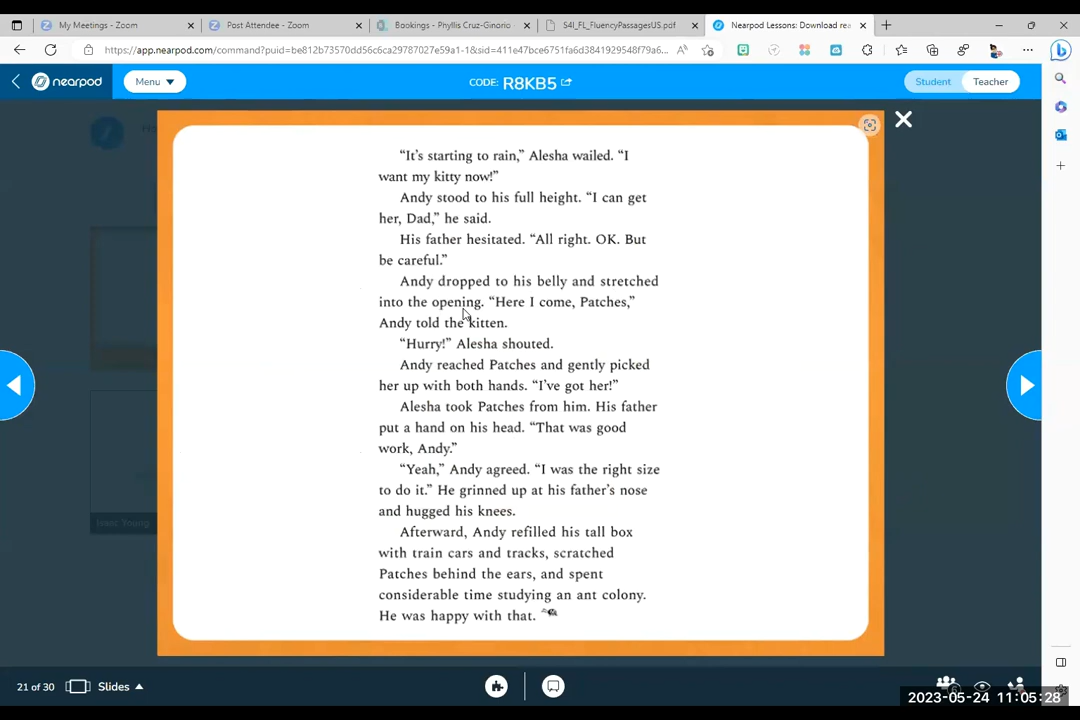 My Meetings - Zoom
Post Attendee - Zoom
Bookings - Phyllis Cruz-Ginorio
S4I_FL_FluencyPassagesUS.pdf
Nearpod Lessons: Download rea
https://app.nearpod.com/command?puid=be812b73570dd56c6ca29787027e59a1-1&sid=411e47bce6751fa6d3841929548f79a6...
nearpod
Menu
CODE: R8KB5
Student
Teacher
“It’s starting to rain,” Alesha wailed. “I
want my kitty now!”
Andy stood to his full height. “I can get
her, Dad,” he said.
His father hesitated. “All right. OK. But
be careful.”
Andy dropped to his belly and stretched
into the opening. “Here I come, Patches,”
Andy told the kitten.
“Hurry!” Alesha shouted.
Andy reached Patches and gently picked
her up with both hands. “I’ve got her!”
Alesha took Patches from him. His father
put a hand on his head. “That was good
work, Andy.”
“Yeah,” Andy agreed. “I was the right size
to do it.” He grinned up at his father’s nose
and hugged his knees.
Afterward, Andy refilled his tall box
with train cars and tracks, scratched
Patches behind the ears, and spent
considerable time studying an ant colony.
He was happy with that.
21 of 30
Slides
2023-05-24 11:05:28